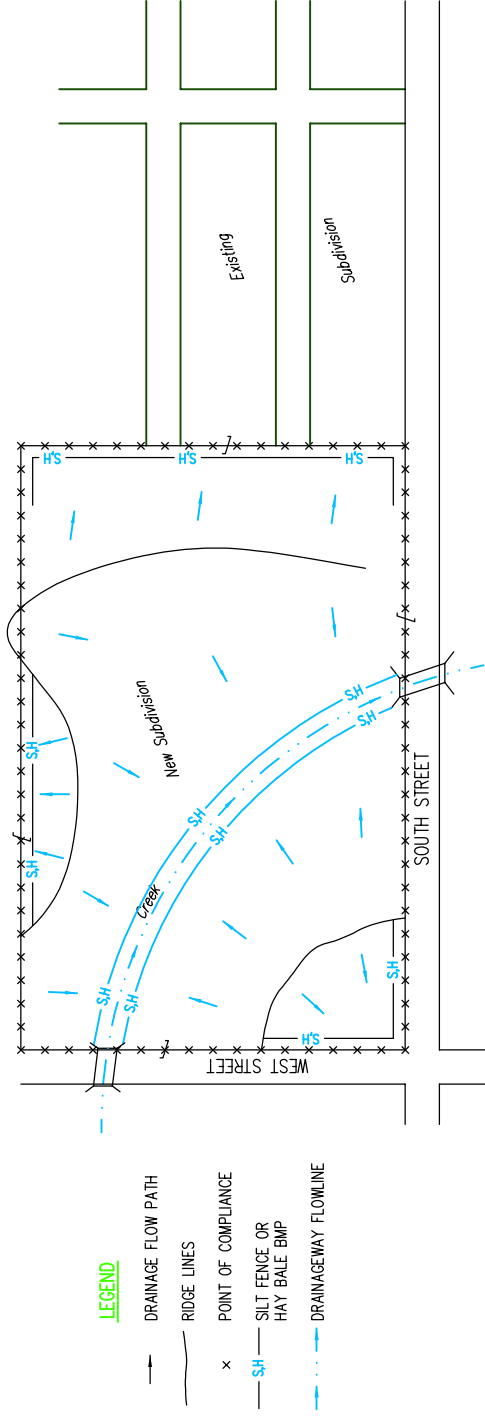 LEGEND
DRAINAGE FLOW PATH
RIDGE LINES
POINT OF COMPLIANCE
S,H
SILT FENCE OR
HAY BALE BMP
DRAINAGEWAY FLOWLINE
WEST STREET
SOUTH STREET
Creek
New Subdivision
Existing
Subdivision
S,H
S,H
S,H
S,H
S,H
S,H
S,H
S,H
S,H
S,H
S,H
S,H
S,H